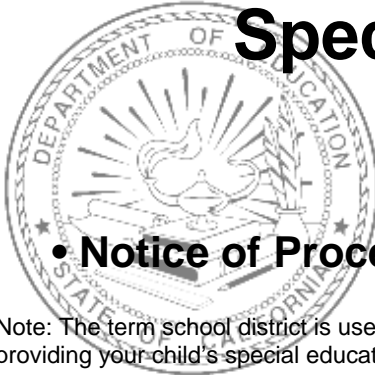 Spec
DEPARTMENT OF EDUCATION
• Notice of Proce
STATE OF CALIFORNIA
Note: The term school district is use
providing your child's special educat